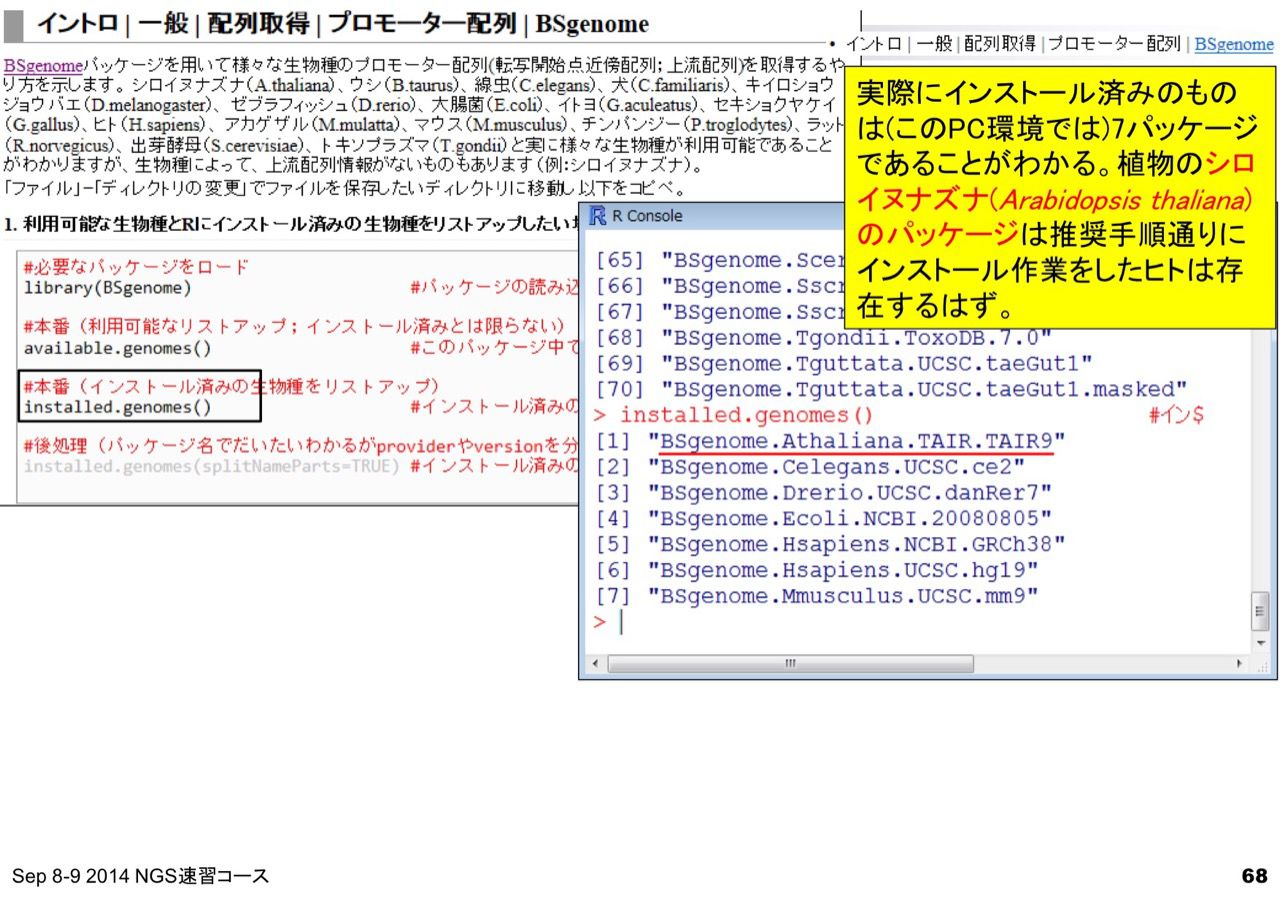 イントロ | 一般 | 配列取得 | プロモーター配列 | BSgenome
• イントロ | 一般 | 配列取得 | プロモーター配列 | BSgenome
BSgenomeパッケージを用いて様々な生物種のプロモーター配列(転写開始点近傍配列; 上流配列)を取得するや
り方を示します。シロイヌナズナ(A.thaliana)、ウシ(B.taurus)、線虫(C.elegans)、犬(C.familiaris)、キイロショウ
ジョウバエ(D.melanogaster)、ゼブラフィッシュ(D.rerio)、大腸菌(E.coli)、イトヨ(G.aculeatus)、セキショクヤケイ
(G.gallus)、ヒト(H.sapiens)、アカゲザル(M.mulatta)、マウス(M.musculus)、チンパンジー(P.troglodytes)、ラット
(R.norvegicus)、出芽酵母(S.cerevisiae)、トキソプラズマ(T.gondii)と実に様々な生物種が利用可能であること
がわかりますが、生物種によって、上流配列情報がないものもあります(例:シロイヌナズナ)。
「ファイル」-「ディレクトリの変更」でファイルを保存したいディレクトリに移動し以下をコピペ。
1. 利用可能な生物種とRにインストール済みの生物種をリストアップしたい
#必要なパッケージをロード
library(BSgenome) #パッケージの読み込
#本番（利用可能なリストアップ；インストール済みとは限らない）
available.genomes() #このパッケージ中で
#本番（インストール済みの生物種をリストアップ）
installed.genomes() #インストール済みの
#後処理（パッケージ名でだいたいわかるがproviderやversionを分
installed.genomes(splitNameParts=TRUE) #インストール済みの
実際にインストール済みのもの
は(このPC環境では)7パッケージ
であることがわかる。植物のシロ
イヌナズナ(Arabidopsis thaliana)
のパッケージは推奨手順通りに
インストール作業をしたヒトは存
在するはず。
R Console
[65] "BSgenome.Scer
[66] "BSgenome.Sscr
[67] "BSgenome.Sscr
[68] "BSgenome.Tgondii.ToxoDB.7.0"
[69] "BSgenome.Tguttata.UCSC.taeGut1"
[70] "BSgenome.Tguttata.UCSC.taeGut1.masked"
> installed.genomes() #イン$
[1] "BSgenome.Athaliana.TAIR.TAIR9"
[2] "BSgenome.Celegans.UCSC.ce2"
[3] "BSgenome.Drerio.UCSC.danRer7"
[4] "BSgenome.Ecoli.NCBI.20080805"
[5] "BSgenome.Hsapiens.NCBI.GRCh38"
[6] "BSgenome.Hsapiens.UCSC.hg19"
[7] "BSgenome.Mmusculus.UCSC.mm9"
>
Sep 8-9 2014 NGS速習コース
68